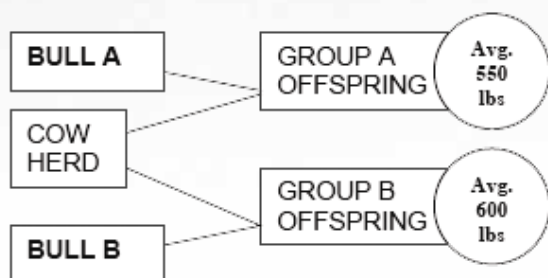 BULL A
GROUP A
OFFSPRING
Avg.
550
lbs
COW
HERD
GROUP B
OFFSPRING
Avg.
600
lbs
BULL B